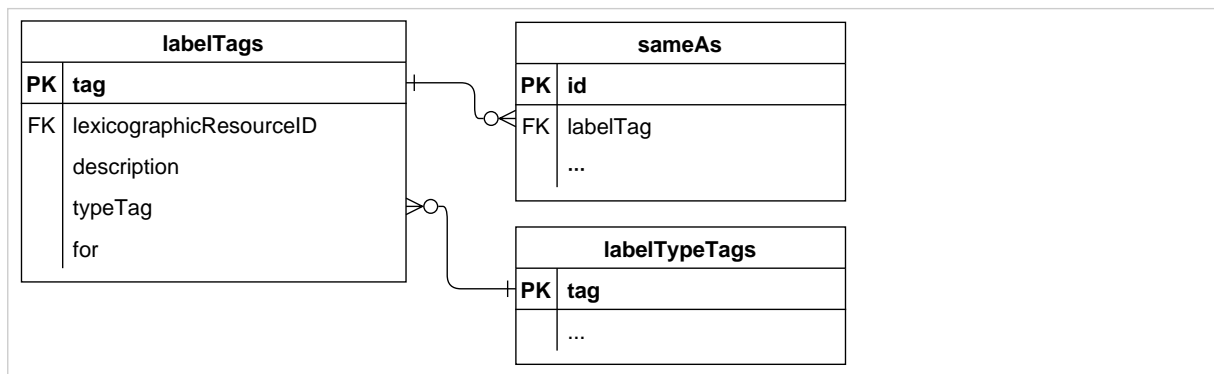 labelTags
PK tag
FK lexicographicResourceID
description
typeTag
for
sameAs
PK id
FK labelTag
...
labelTypeTags
PK tag
...